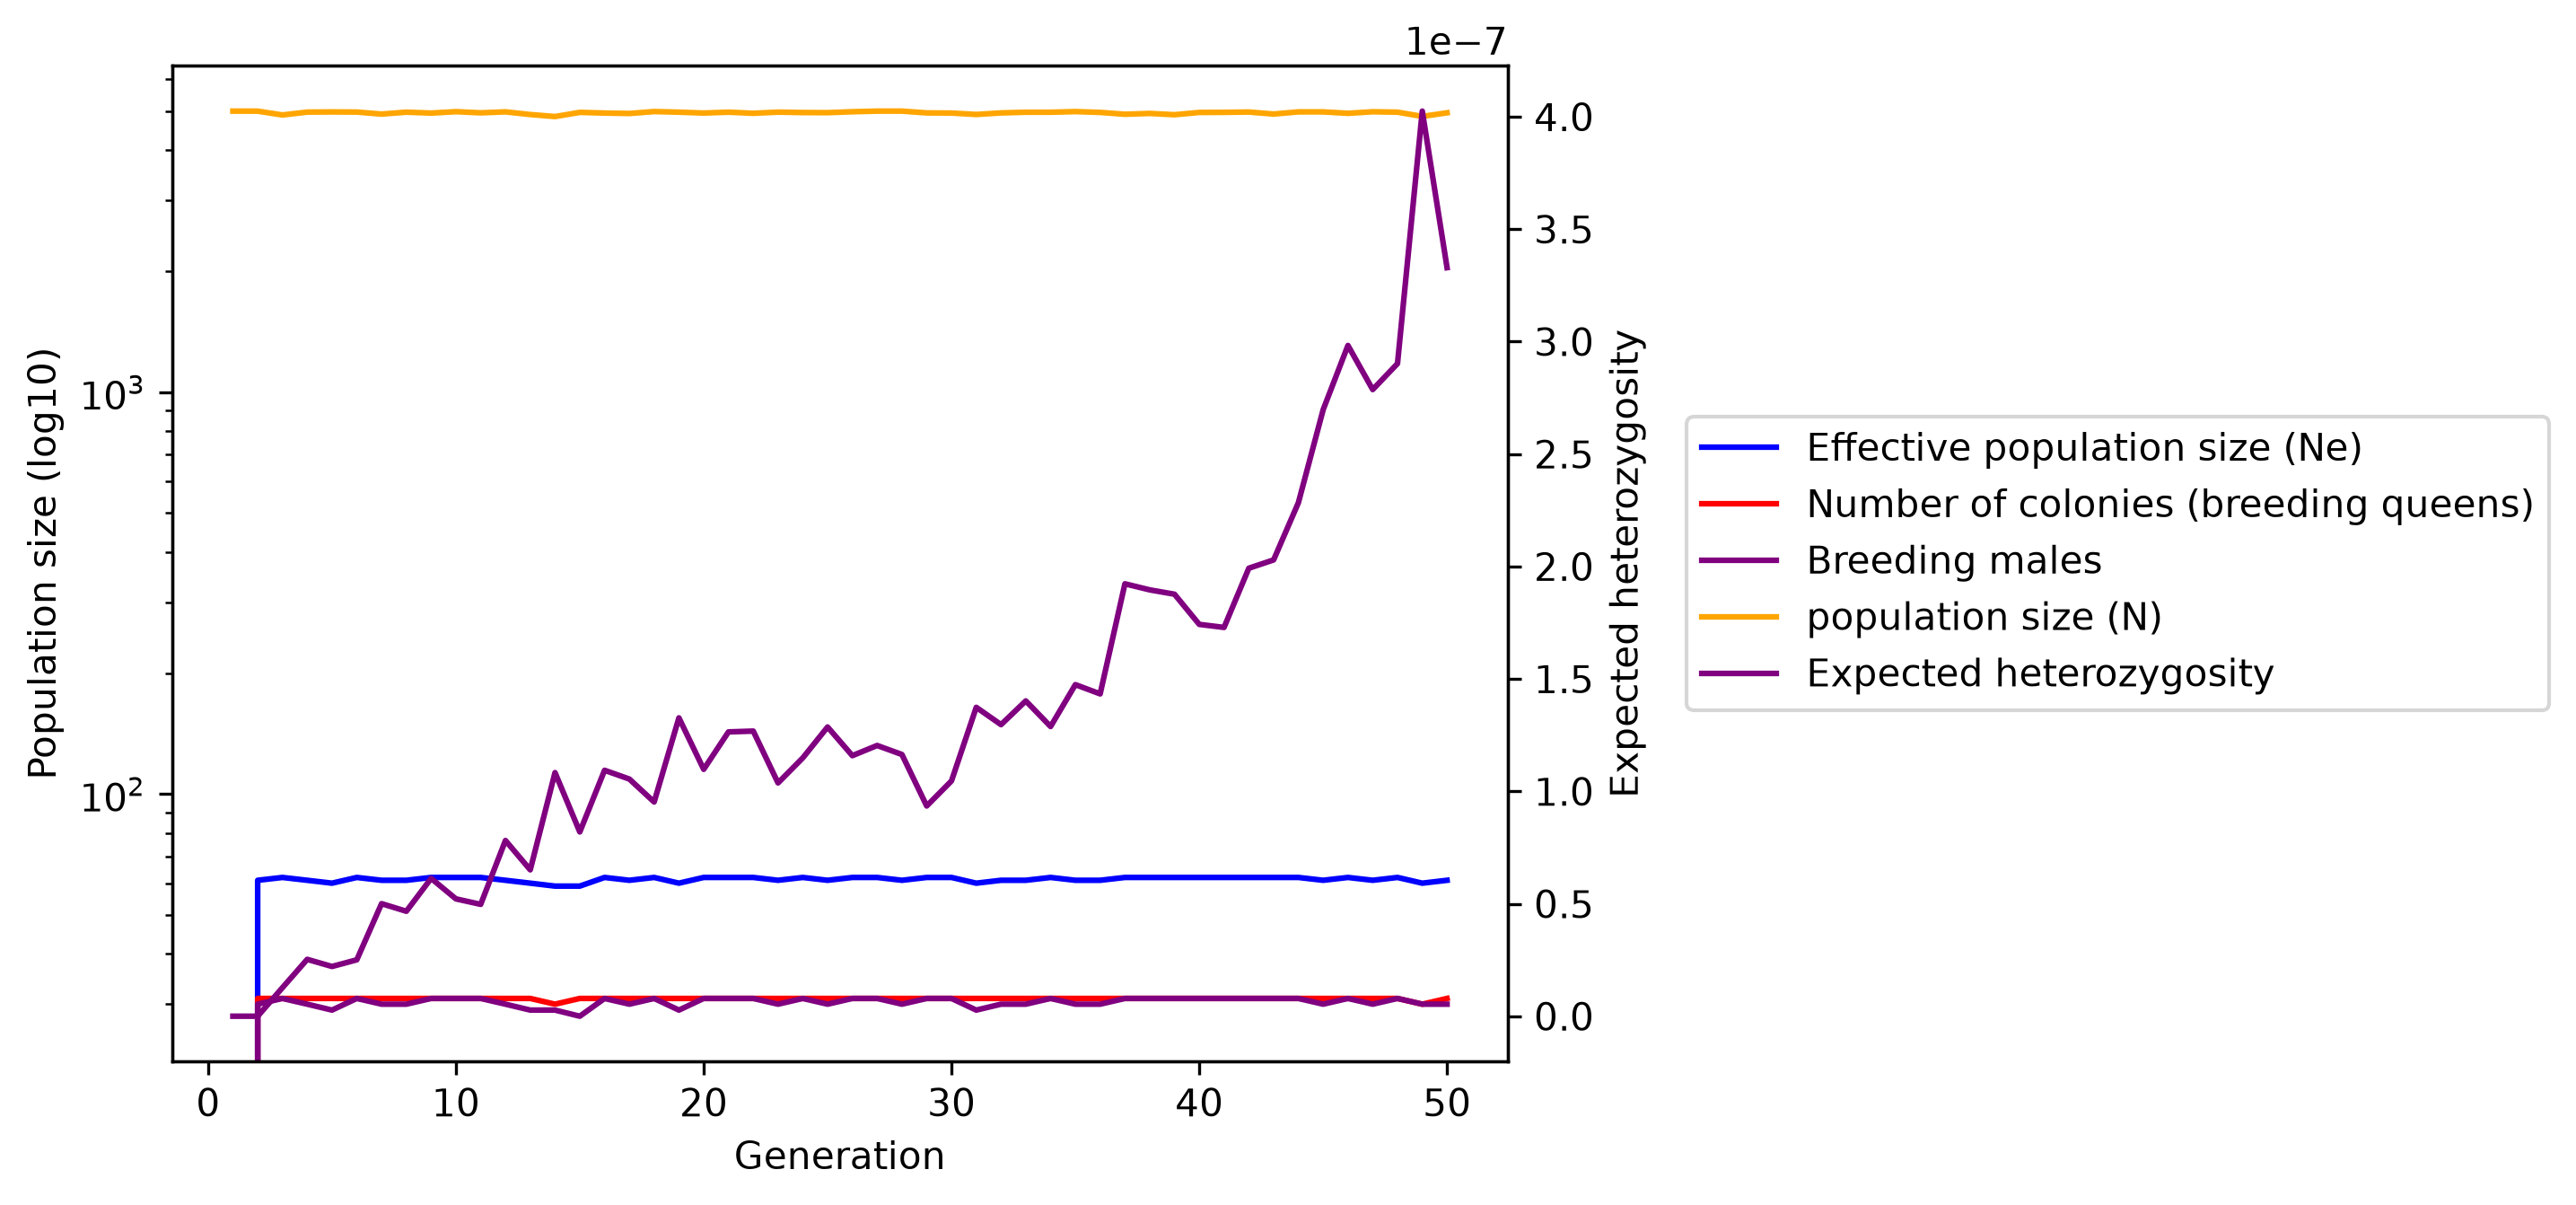 1e−7
Population size (log10)
10³
10²
4.0
3.5
3.0
2.5
2.0
1.5
1.0
0.5
0.0
Expected heterozygosity
0 10 20 30 40 50
Generation
Effective population size (Ne)
Number of colonies (breeding queens)
Breeding males
population size (N)
Expected heterozygosity